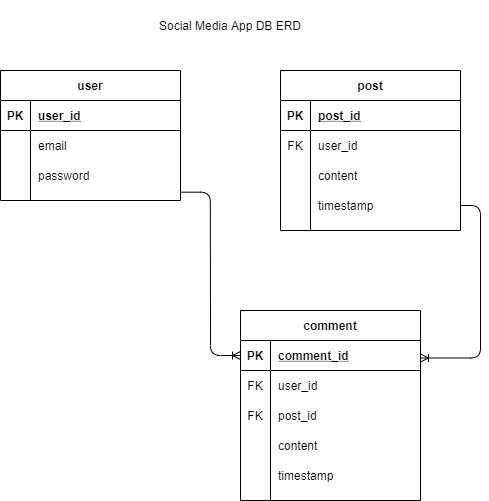 Social Media App DB ERD
user
PK user_id
email
password
post
PK post_id
FK user_id
content
timestamp
comment
PK comment_id
FK user_id
FK post_id
content
timestamp